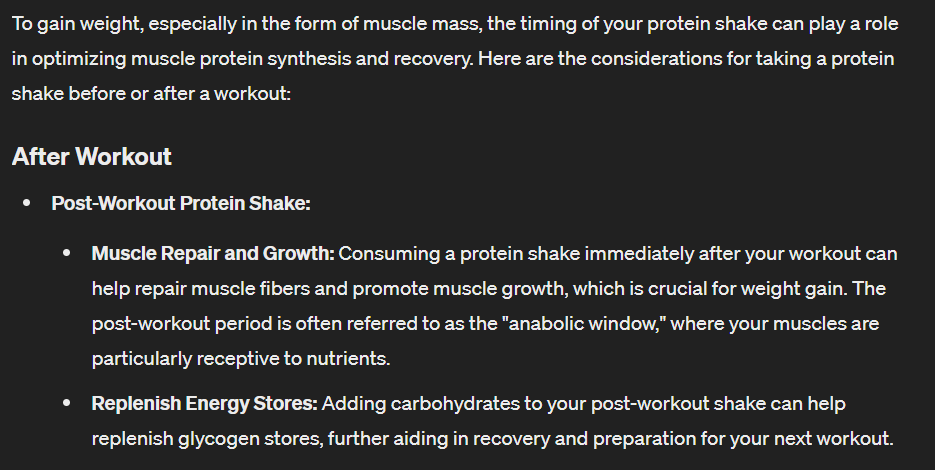 To gain weight, especially in the form of muscle mass, the timing of your protein shake can play a role
in optimizing muscle protein synthesis and recovery. Here are the considerations for taking a protein
shake before or after a workout:
After Workout
• Post-Workout Protein Shake:
• Muscle Repair and Growth: Consuming a protein shake immediately after your workout can
help repair muscle fibers and promote muscle growth, which is crucial for weight gain. The
post-workout period is often referred to as the "anabolic window," where your muscles are
particularly receptive to nutrients.
• Replenish Energy Stores: Adding carbohydrates to your post-workout shake can help
replenish glycogen stores, further aiding in recovery and preparation for your next workout.